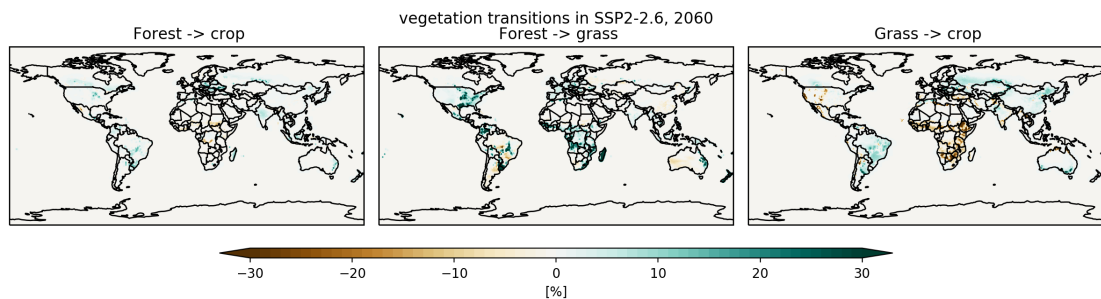 vegetation transitions in SSP2-2.6, 2060
Forest -> crop
Forest -> grass
Grass -> crop
−30 −20 −10 0 10 20 30
[%]